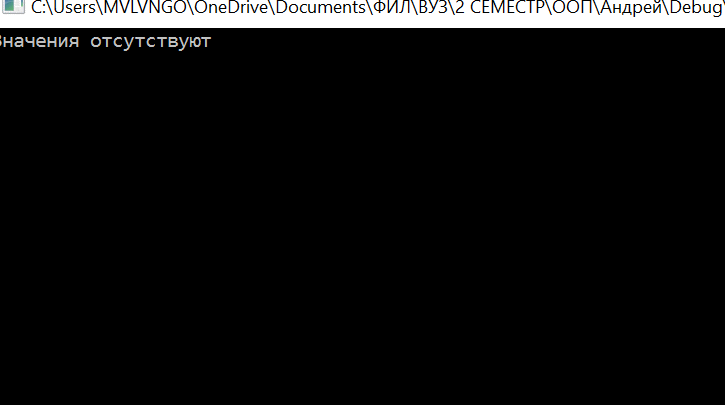 C:\Users\MVLVNGO\OneDrive\Documents\ФИЛ\ВУЗ\2 СЕМЕСТР\ООП\Андрей\Debug\
Значения отсутствуют